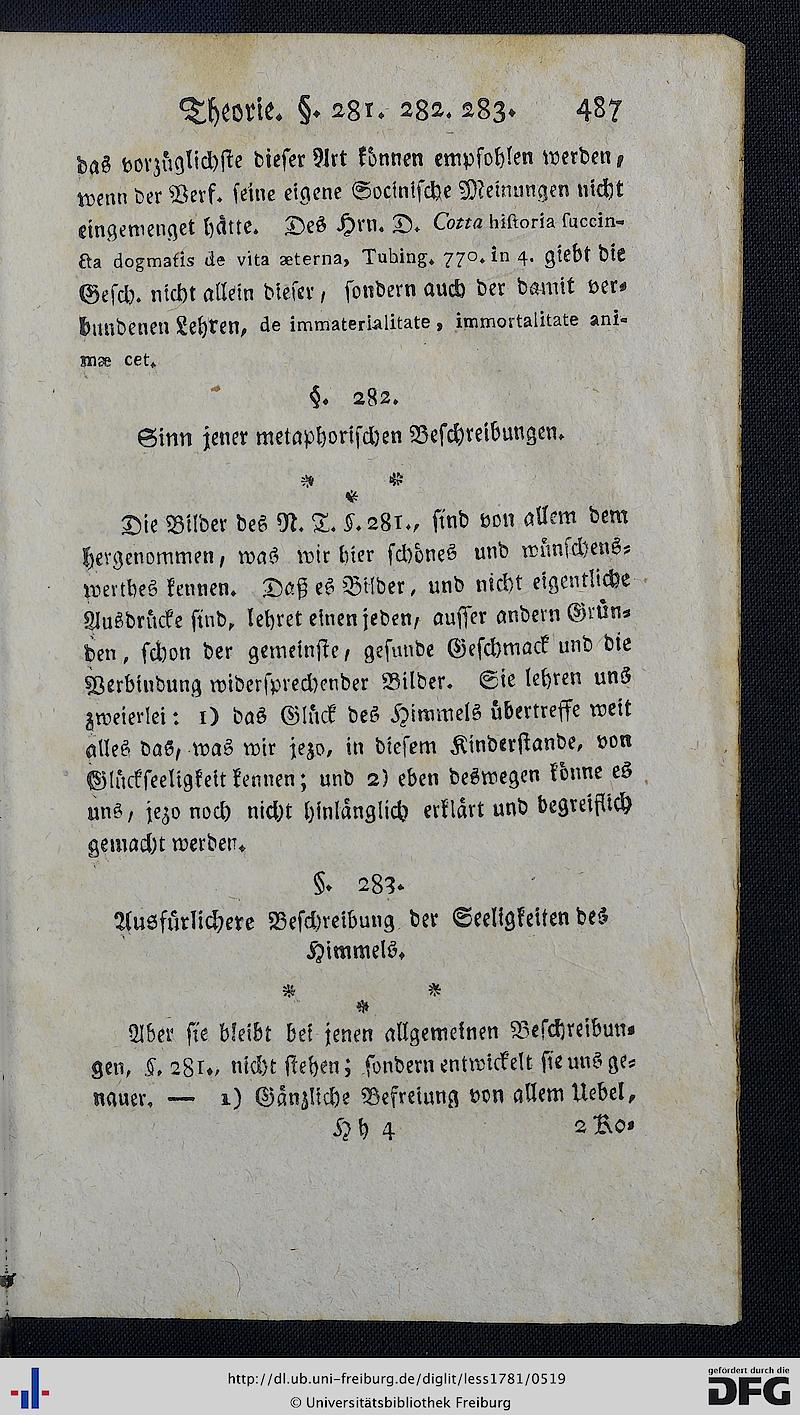 Theorie. §. 281. 282. 283. 487
das vorzüglichste dieser Art können empfohlen werden,
wenn der Verf. seine eigene Socinische Meinungen nicht
eingemenget hätte. Des Hrn. D. Cotta historia succin-
cta dogmatis de vita æterna, Tubing. 770. in 4. giebt die
Gesch. nicht allein dieser, sondern auch der damit ver-
bundenen Lehren, de immaterialitate, immortalitate ani-
mæ cet.
§. 282.
Sinn jener metaphorischen Beschreibungen.
* * *
Die Bilder des N. T. §. 281., sind von allem dem
hergenommen, was wir hier schönes und wünschens-
werthes kennen. Daß es Bilder, und nicht eigentliche
Ausdrücke sind, lehret einen jeden, ausser andern Grün-
den, schon der gemeinste, gesunde Geschmack und die
Verbindung widersprechender Bilder. Sie lehren uns
zweierlei: 1) das Glück des Himmels übertreffe weit
alles das, was wir jezo, in diesem Kinderstande, von
Glückseeligkeit kennen; und 2) eben deswegen könne es
uns, jezo noch nicht hinlänglich erklärt und begreiflich
gemacht werden.
§. 283.
Ausfürlichere Beschreibung der Seeligkeiten des
Himmels.
* * *
Aber sie bleibt bei jenen allgemeinen Beschreibun-
gen, §. 281., nicht stehen; sondern entwickelt sie uns ge-
nauer. — 1) Gänzliche Befreiung von allem Uebel,
Hh 4 2 Ko-
http://dl.ub.uni-freiburg.de/diglit/less1781/0519
© Universitätsbibliothek Freiburg
gefördert durch die
DFG